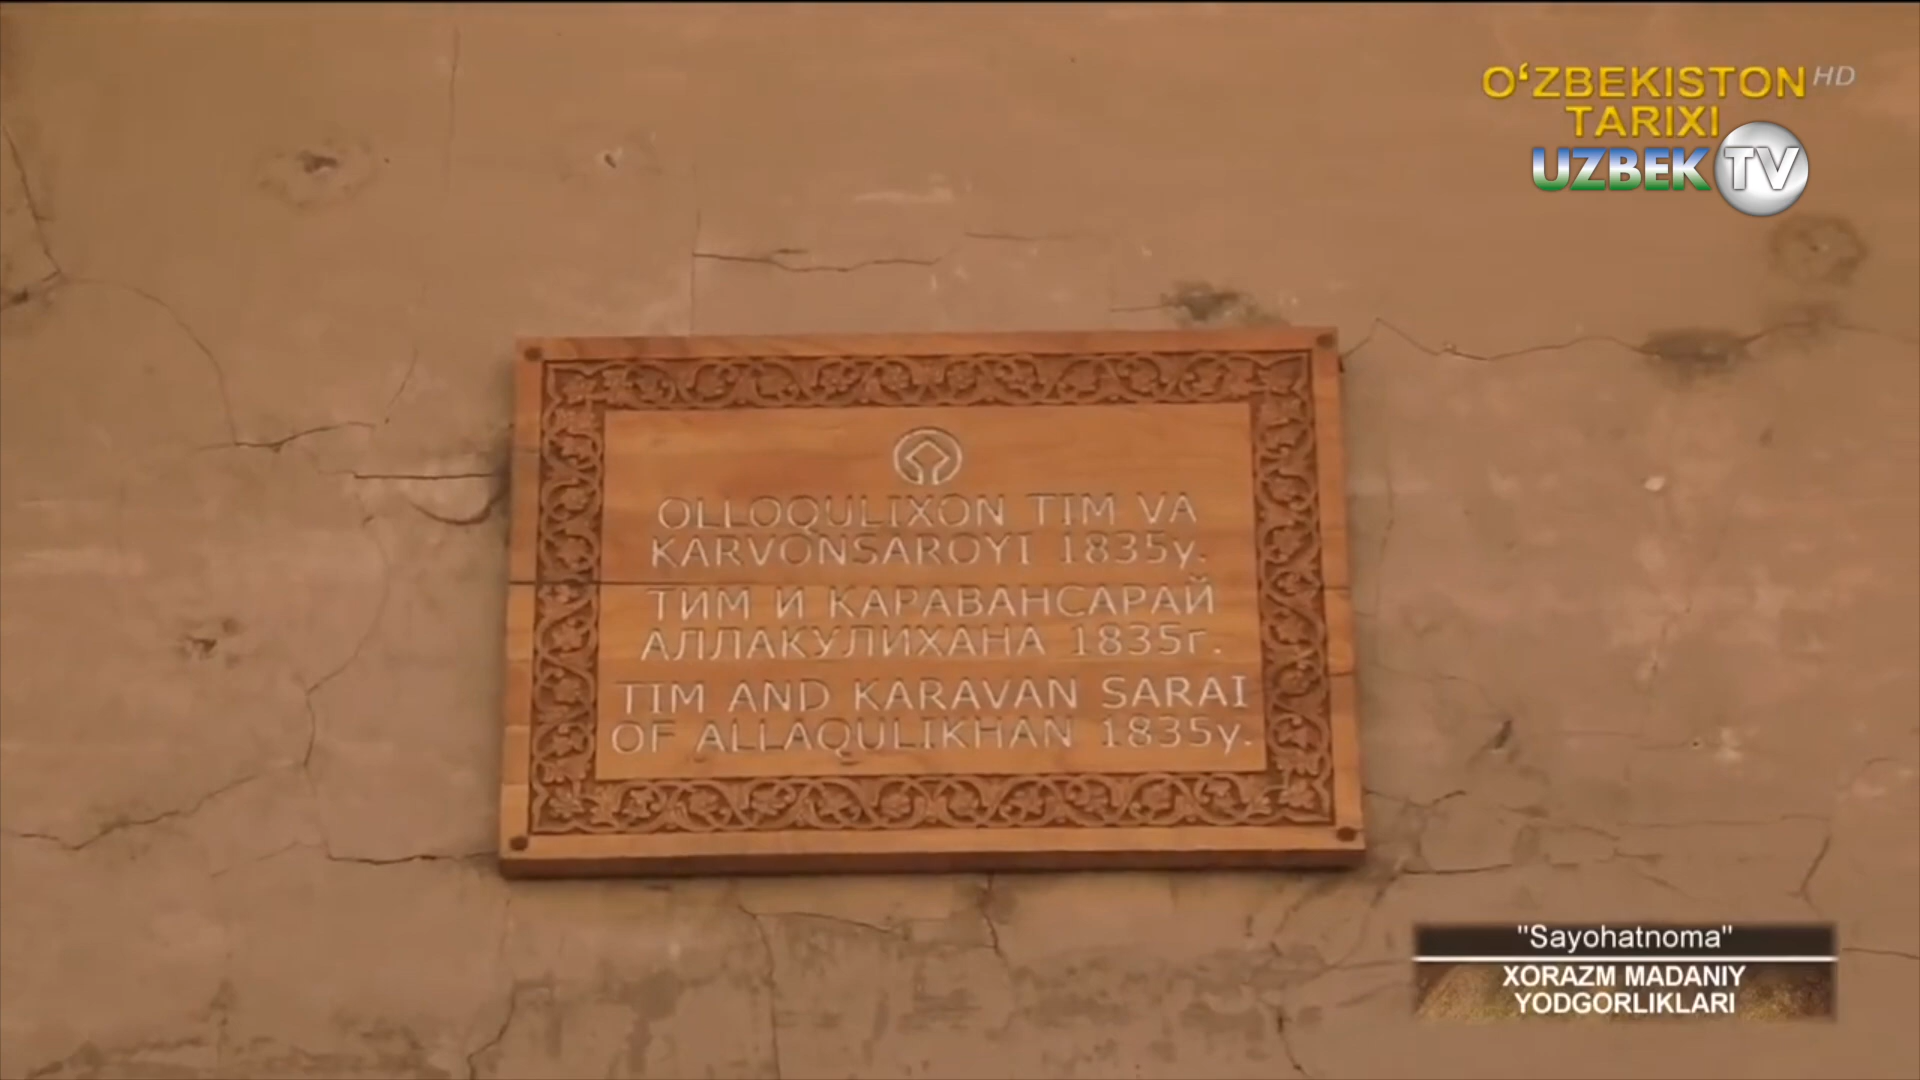 O‘ZBEKISTON HD
TARIXI
UZBEK TV
OLLOQULIXON TIM VA
KARVONSAROYI 1835y.
ТИМ И КАРАВАНСАРАЙ
АЛЛАКУЛИХАНА 1835г.
TIM AND KARAVAN SARAI
OF ALLAQULIKHAN 1835y.
"Sayohatnoma"
XORAZM MADANIY
YODGORLIKLARI